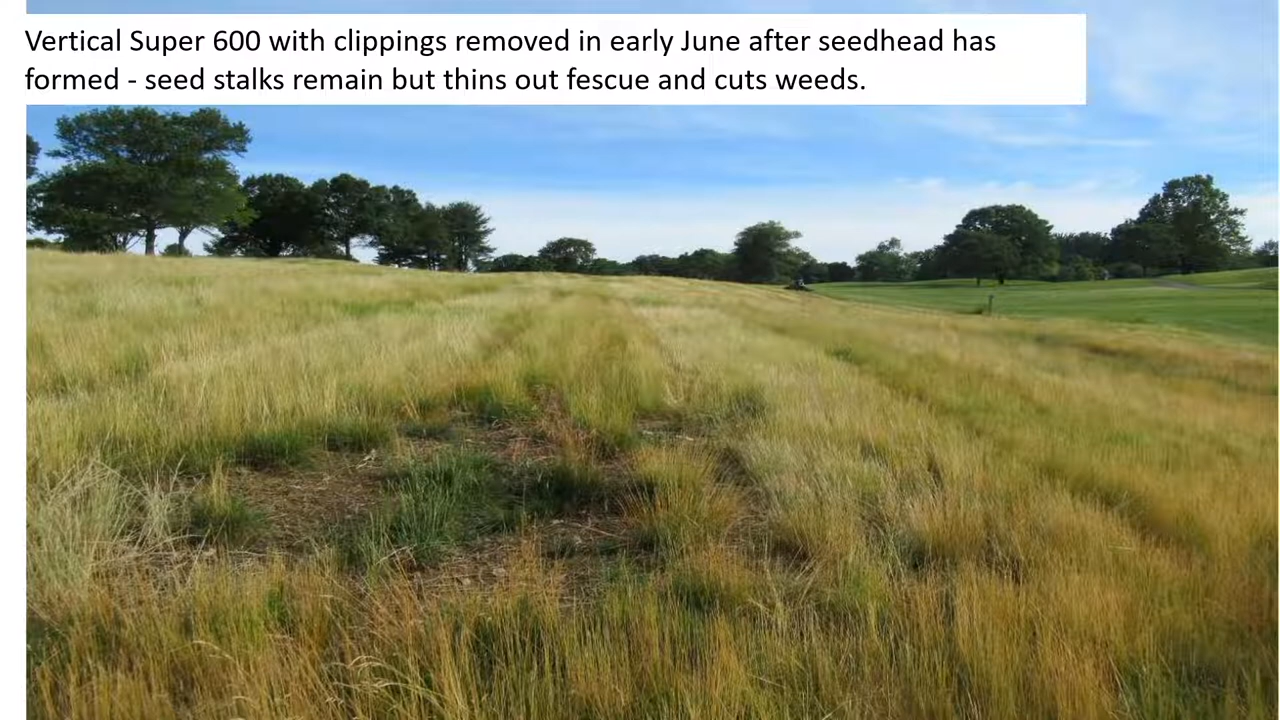 Vertical Super 600 with clippings removed in early June after seedhead has
formed - seed stalks remain but thins out fescue and cuts weeds.